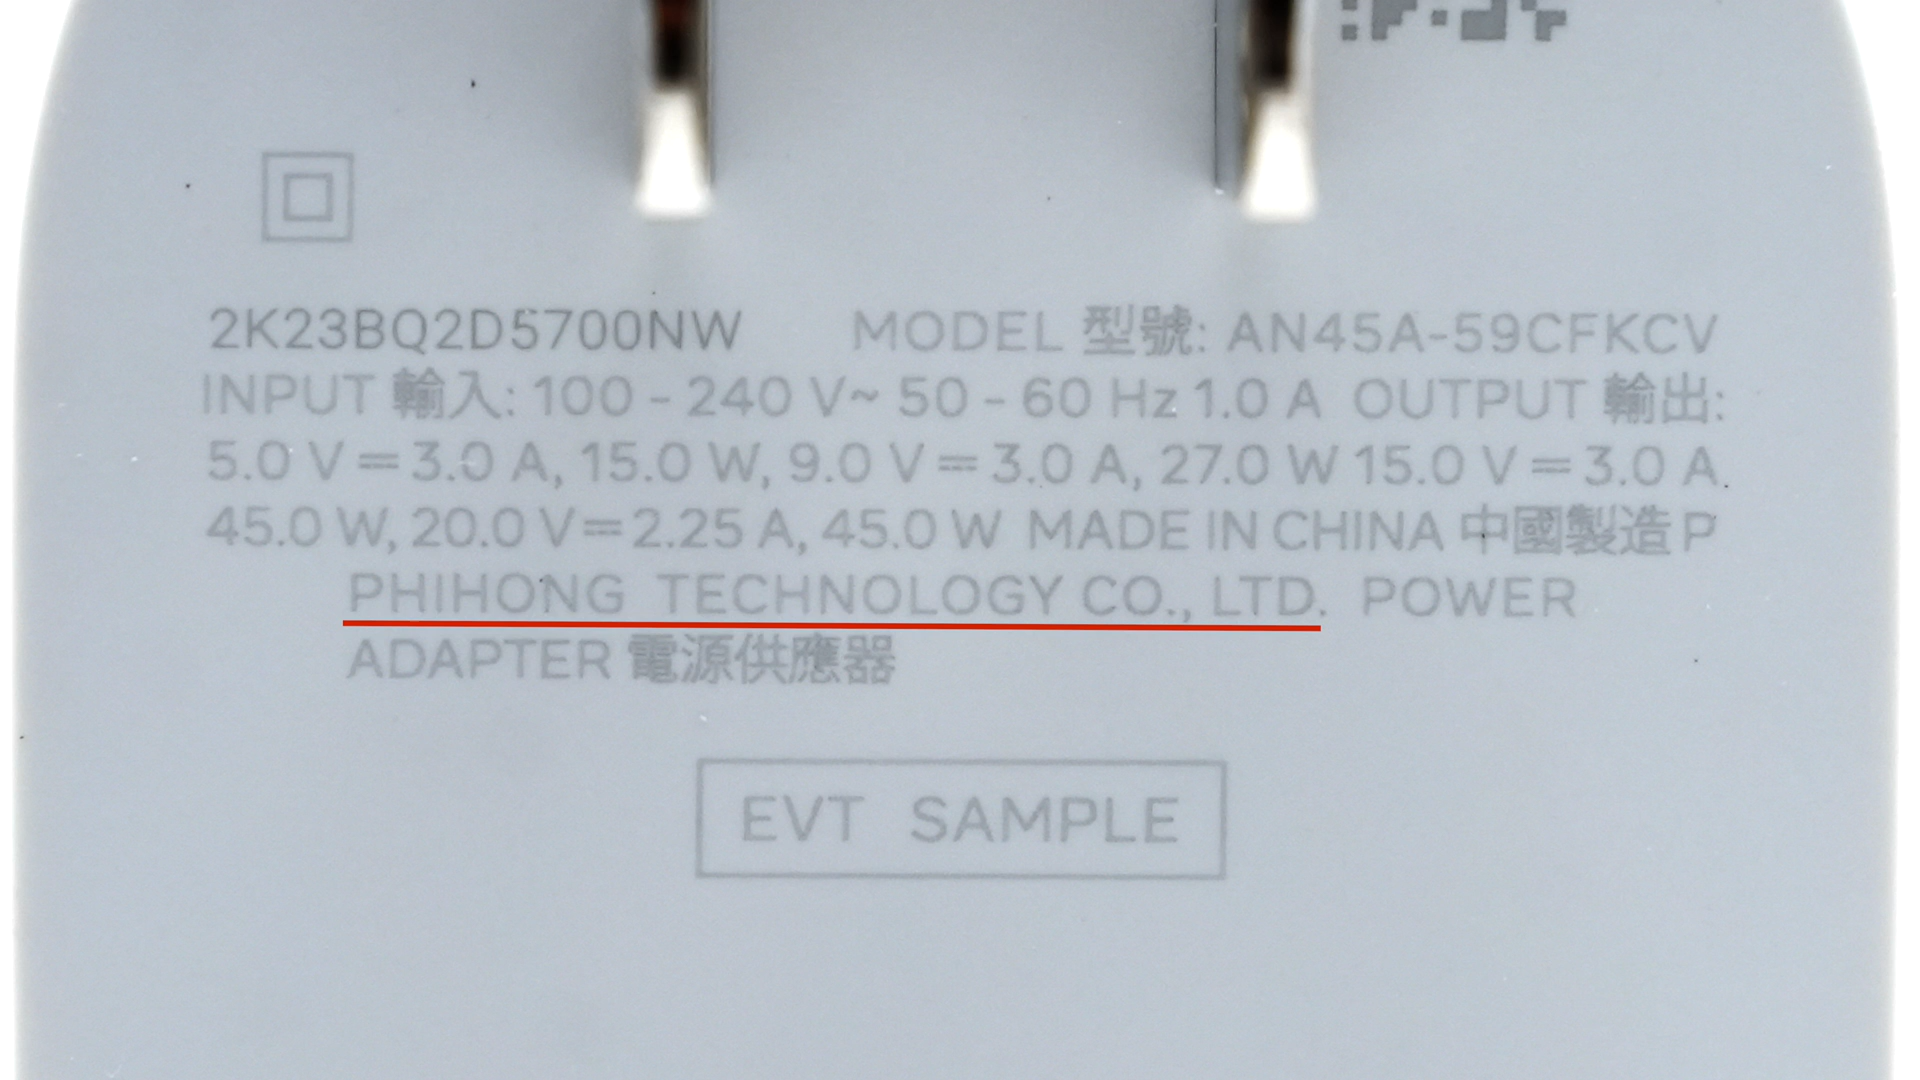 2K23BQ2D5700NW MODEL 型號: AN45A-59CFKCV
INPUT 輸入: 100 - 240 V~ 50 - 60 Hz 1.0 A OUTPUT 輸出:
5.0 V⎓3.0 A, 15.0 W, 9.0 V⎓3.0 A, 27.0 W 15.0 V⎓3.0 A.
45.0 W, 20.0 V⎓2.25 A, 45.0 W MADE IN CHINA 中國製造 P
PHIHONG TECHNOLOGY CO., LTD. POWER
ADAPTER 電源供應器
EVT SAMPLE